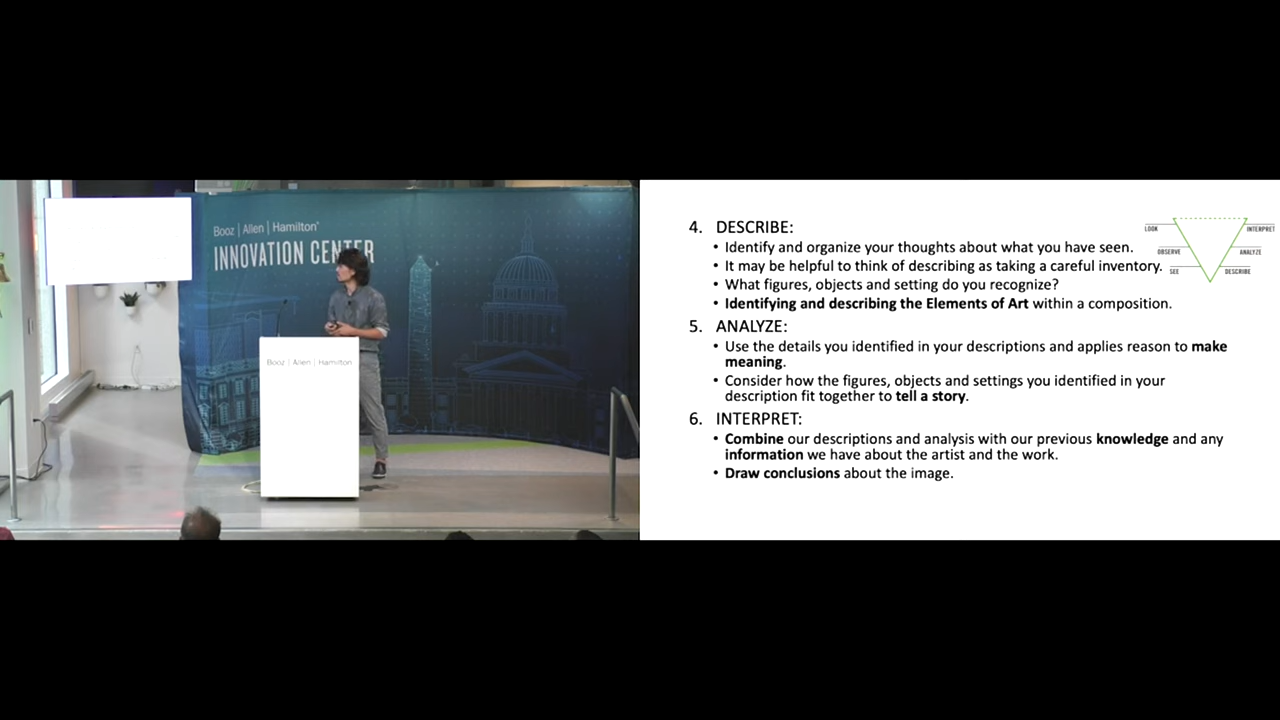 Booz | Allen | Hamilton®
INNOVATION CENTER
Booz | Allen | Hamilton
4. DESCRIBE:
• Identify and organize your thoughts about what you have seen.
• It may be helpful to think of describing as taking a careful inventory.
• What figures, objects and setting do you recognize?
• Identifying and describing the Elements of Art within a composition.
5. ANALYZE:
• Use the details you identified in your descriptions and applies reason to make
meaning.
• Consider how the figures, objects and settings you identified in your
description fit together to tell a story.
6. INTERPRET:
• Combine our descriptions and analysis with our previous knowledge and any
information we have about the artist and the work.
• Draw conclusions about the image.
LOOK
INTERPRET
OBSERVE
ANALYZE
SEE
DESCRIBE